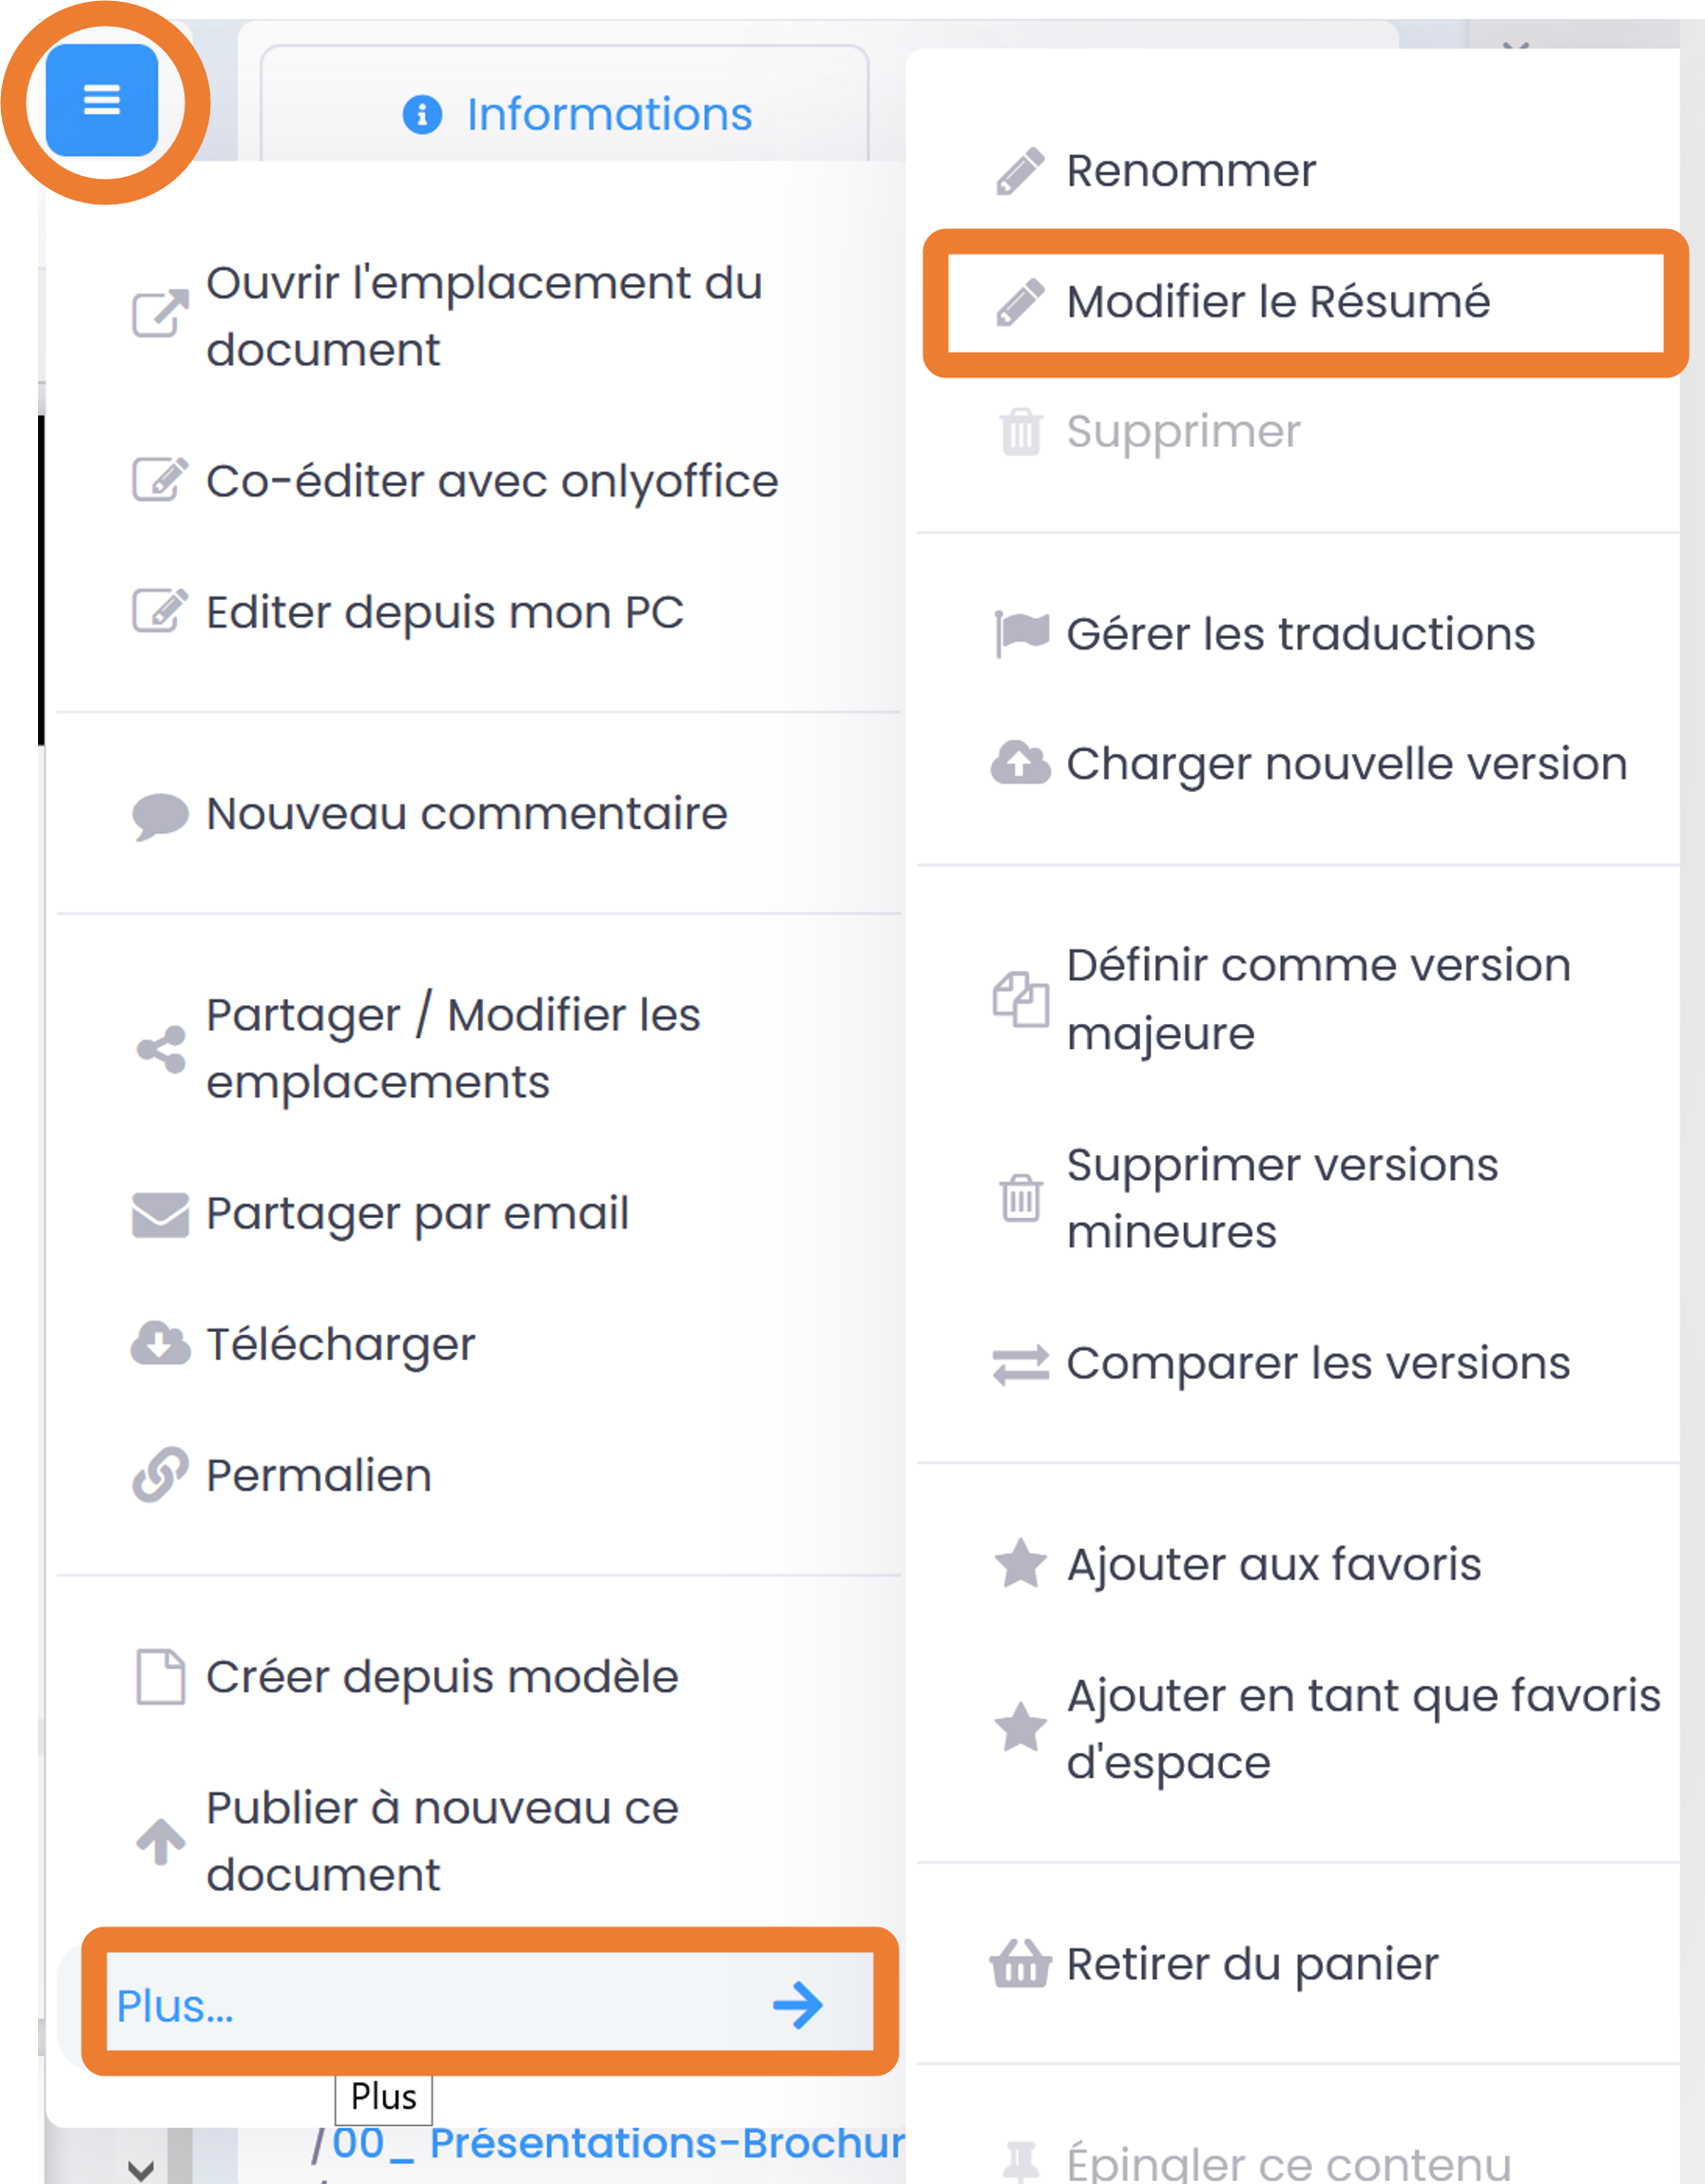 Informations
Ouvrir l'emplacement du
document
Co-éditer avec onlyoffice
Editer depuis mon PC
Nouveau commentaire
Partager / Modifier les
emplacements
Partager par email
Télécharger
Permalien
Créer depuis modèle
Publier à nouveau ce
document
Plus...
Plus
/00_ Présentations-Brochur
Renommer
Modifier le Résumé
Supprimer
Gérer les traductions
Charger nouvelle version
Définir comme version
majeure
Supprimer versions
mineures
Comparer les versions
Ajouter aux favoris
Ajouter en tant que favoris
d'espace
Retirer du panier
Épingler ce contenu